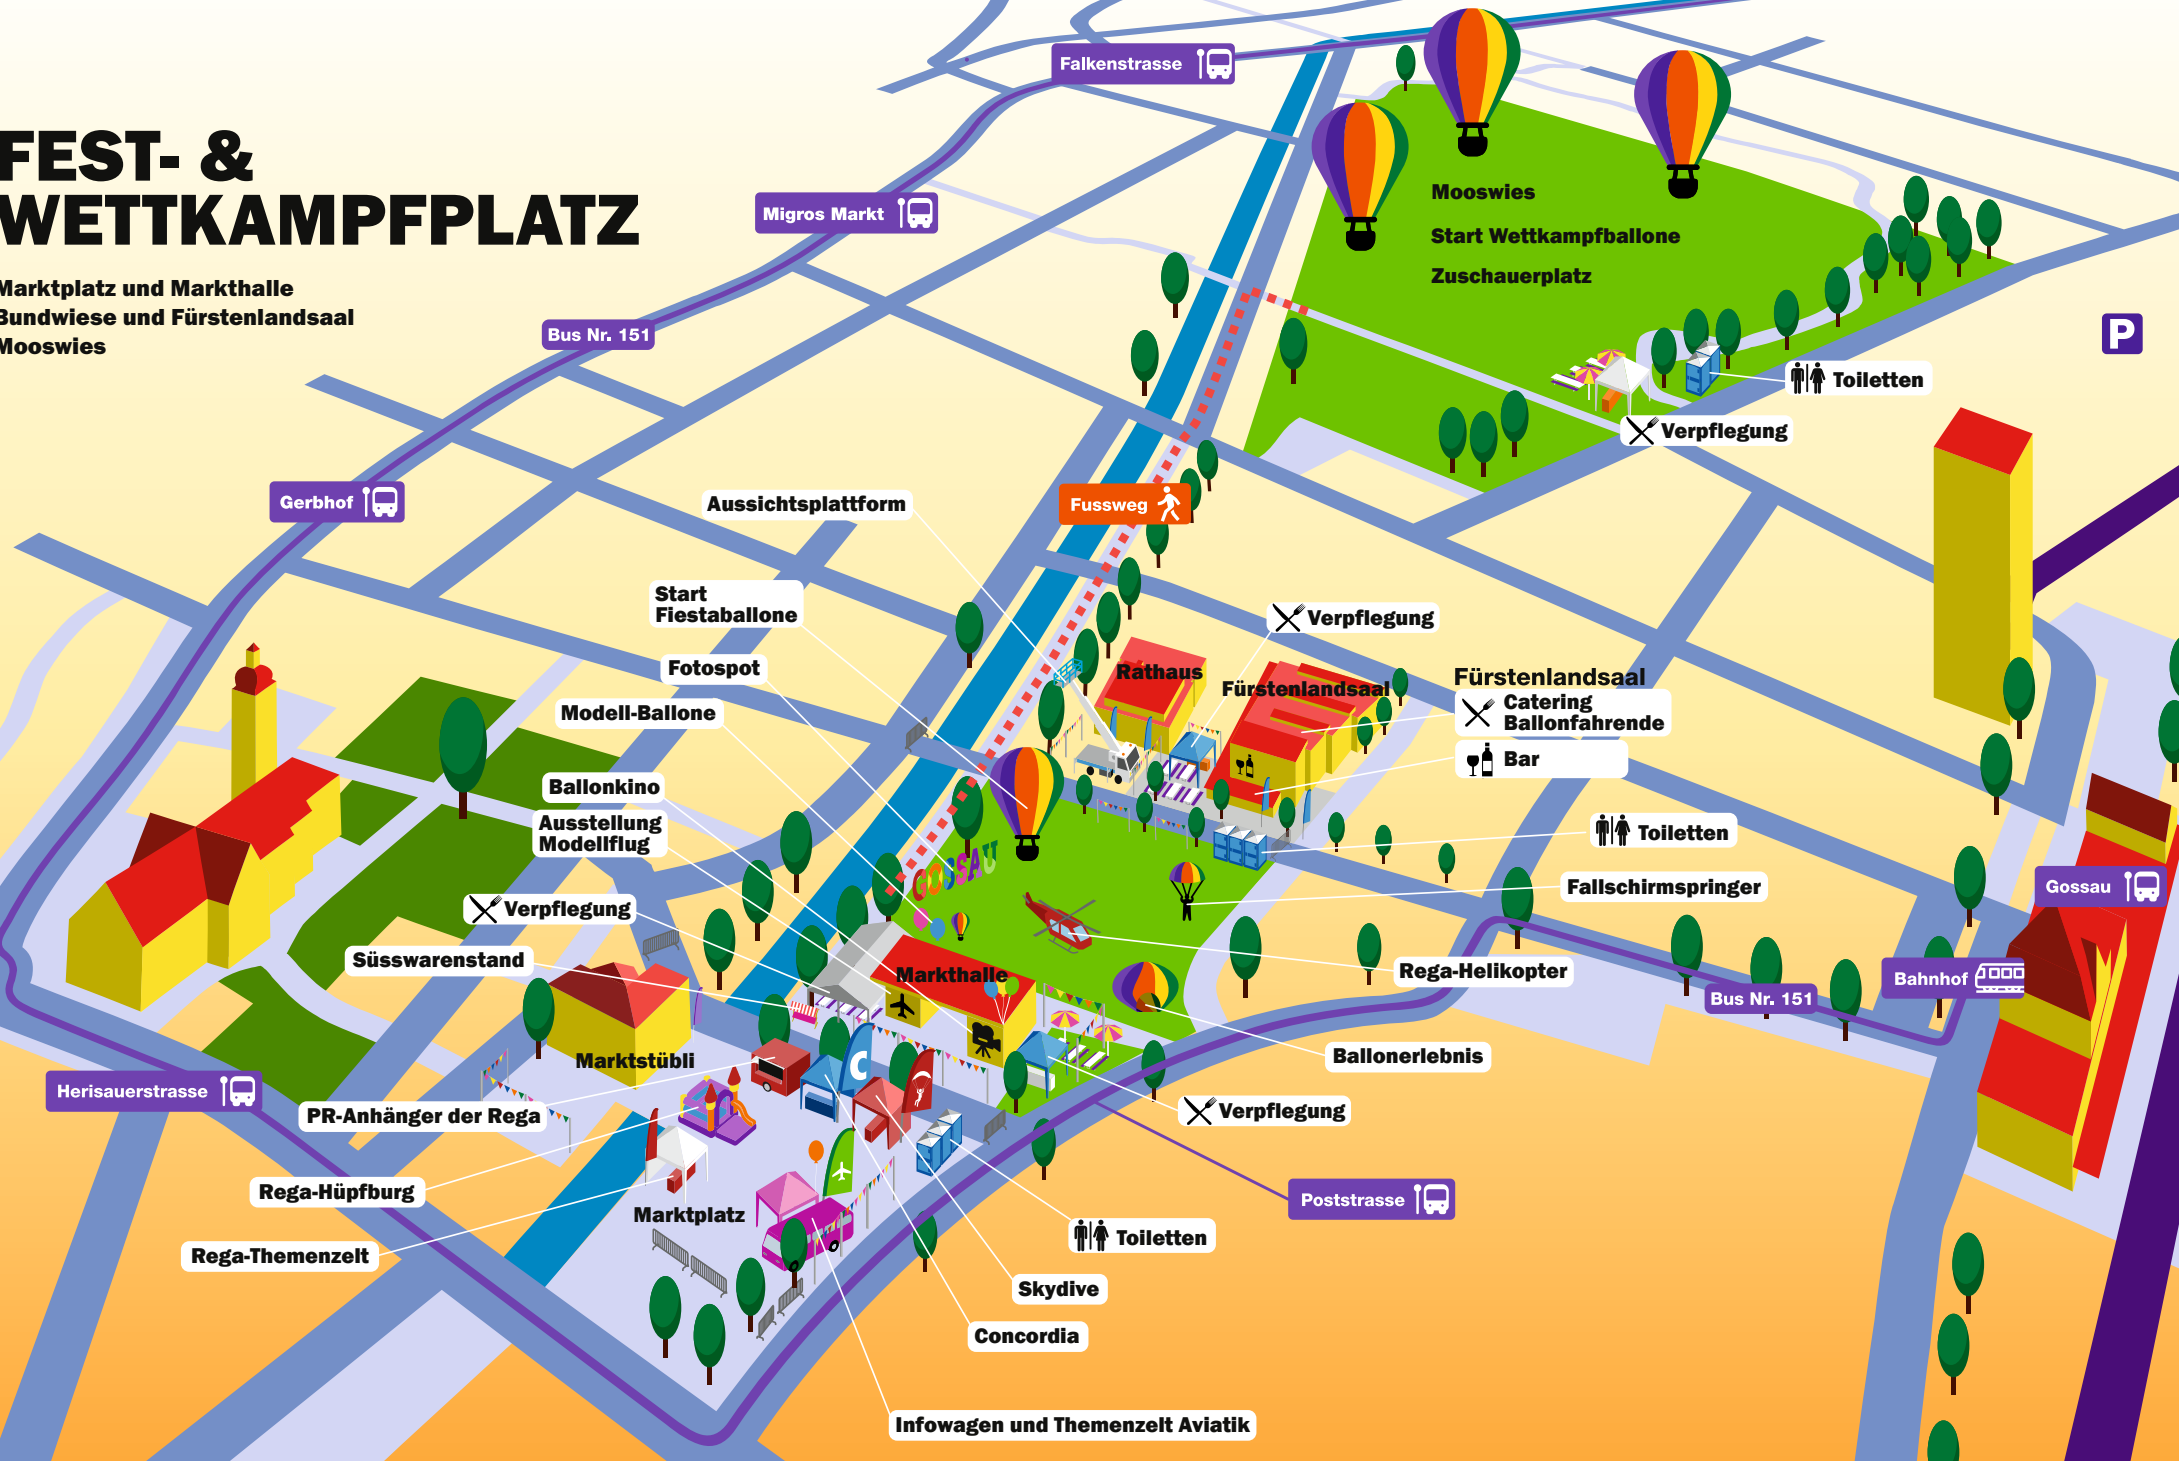 FEST- &
WETTKAMPFPLATZ
Marktplatz und Markthalle
Bundwiese und Fürstenlandsaal
Mooswies
Falkenstrasse
Migros Markt
Bus Nr. 151
Gerbhof
Mooswies
Start Wettkampfballone
Zuschauerplatz
P
Toiletten
Verpflegung
Aussichtsplattform
Fussweg
Start
Fiestaballone
Verpflegung
Fotospot
Rathaus
Fürstenlandsaal
Fürstenlandsaal
Catering
Ballonfahrende
Bar
Modell-Ballone
Ballonkino
Ausstellung
Modellflug
Toiletten
GOSSAU
Fallschirmspringer
Gossau
Verpflegung
Süsswarenstand
Markthalle
Rega-Helikopter
Bahnhof
Bus Nr. 151
Marktstübli
C
Ballonerlebnis
Herisauerstrasse
PR-Anhänger der Rega
Verpflegung
Rega-Hüpfburg
Poststrasse
Marktplatz
Toiletten
Rega-Themenzelt
Skydive
Concordia
Infowagen und Themenzelt Aviatik